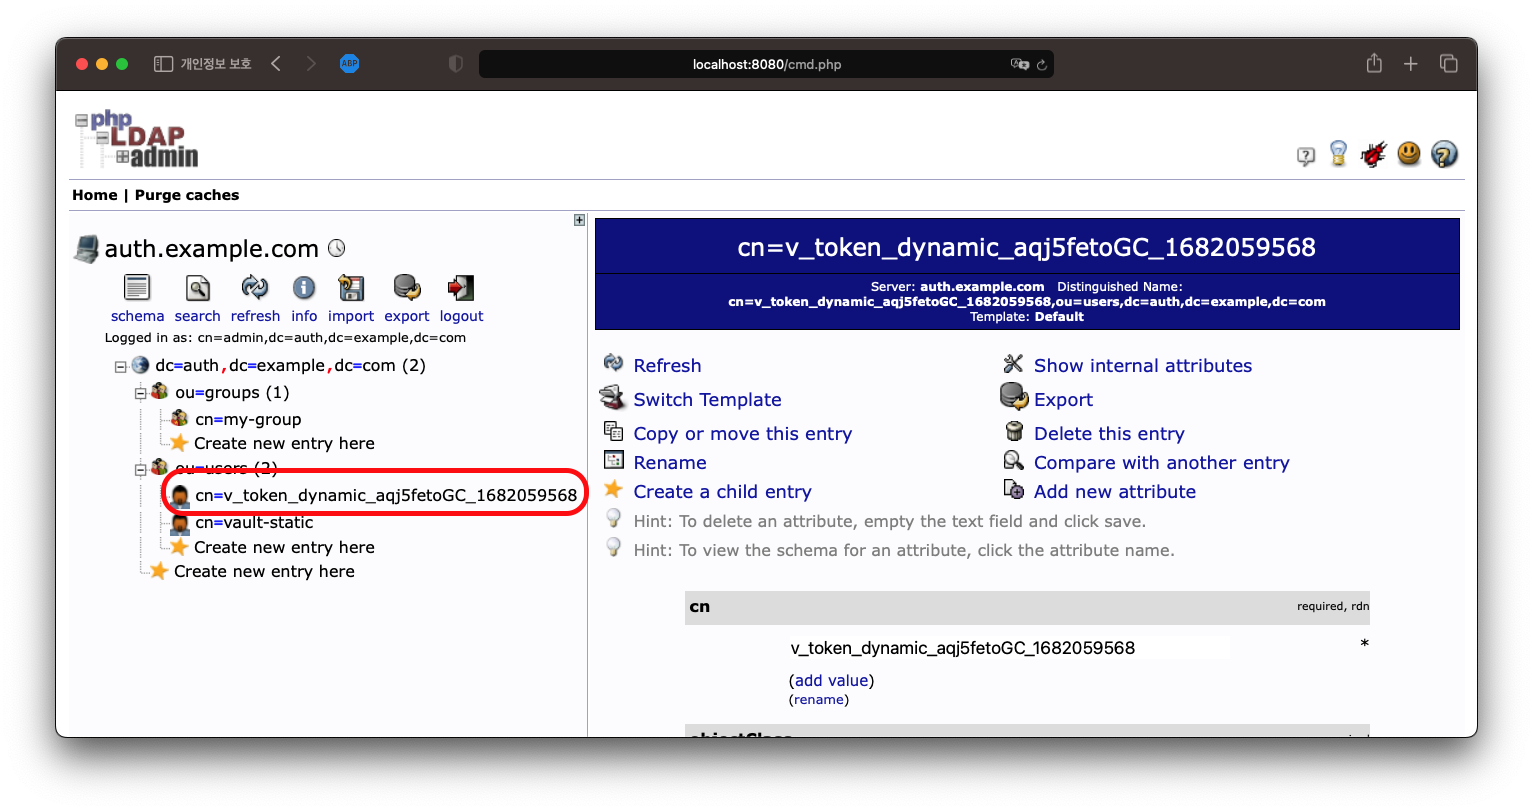 개인정보 보호
ABP
localhost:8080/cmd.php
php
LDAP
admin
Home | Purge caches
auth.example.com
schema search refresh info import export logout
Logged in as: cn=admin,dc=auth,dc=example,dc=com
dc=auth,dc=example,dc=com (2)
ou=groups (1)
cn=my-group
Create new entry here
ou=users (2)
cn=v_token_dynamic_aqj5fetoGC_1682059568
cn=vault-static
Create new entry here
Create new entry here
cn=v_token_dynamic_aqj5fetoGC_1682059568
Server: auth.example.com Distinguished Name:
cn=v_token_dynamic_aqj5fetoGC_1682059568,ou=users,dc=auth,dc=example,dc=com
Template: Default
Refresh
Show internal attributes
Switch Template
Export
Copy or move this entry
Delete this entry
Rename
Compare with another entry
Create a child entry
Add new attribute
Hint: To delete an attribute, empty the text field and click save.
Hint: To view the schema for an attribute, click the attribute name.
cn
required, rdn
v_token_dynamic_aqj5fetoGC_1682059568
*
(add value)
(rename)
objectClass